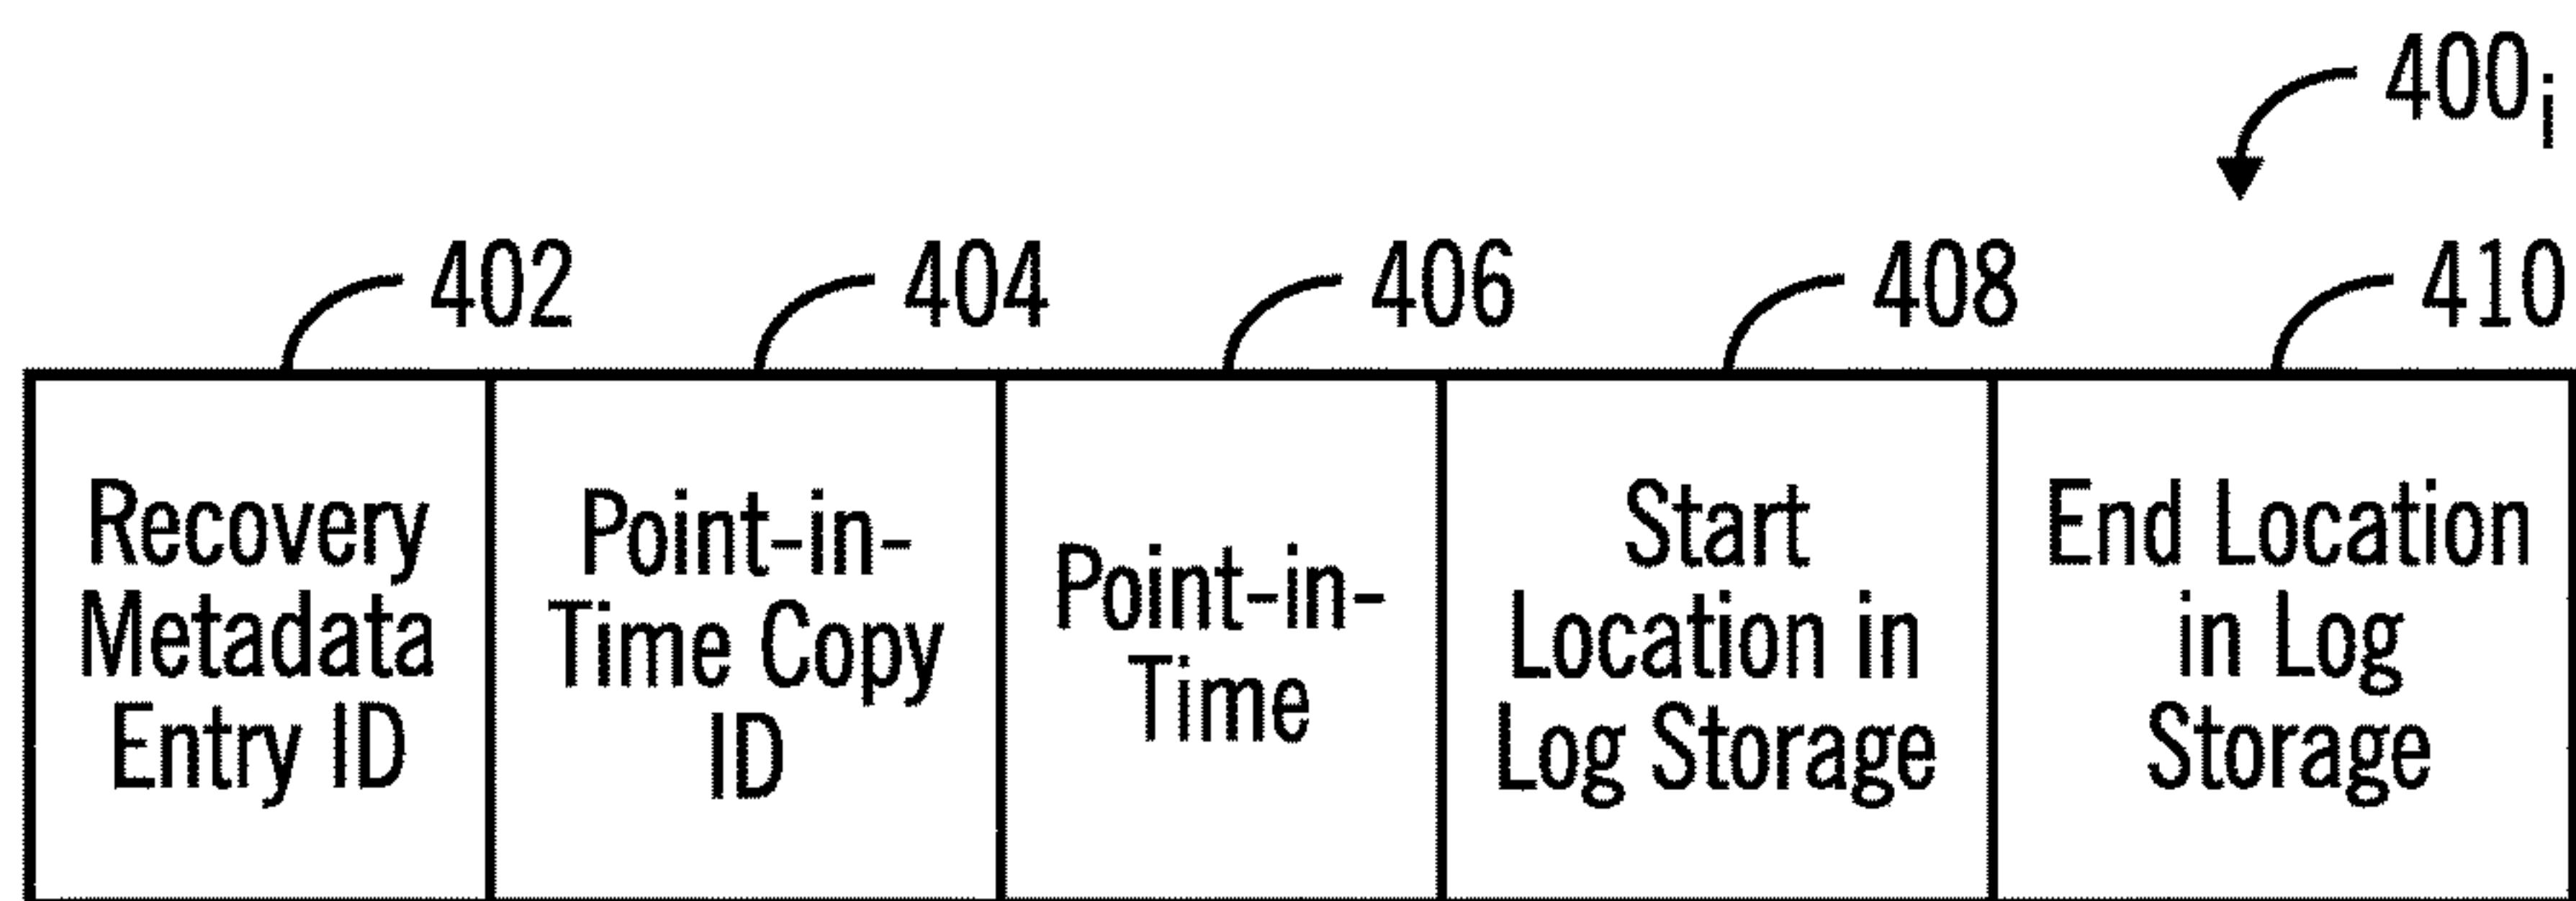 400i
402
404
406
408
410
Recovery
Metadata
Entry ID
Point-in-
Time Copy
ID
Point-in-
Time
Start
Location in
Log Storage
End Location
in Log
Storage